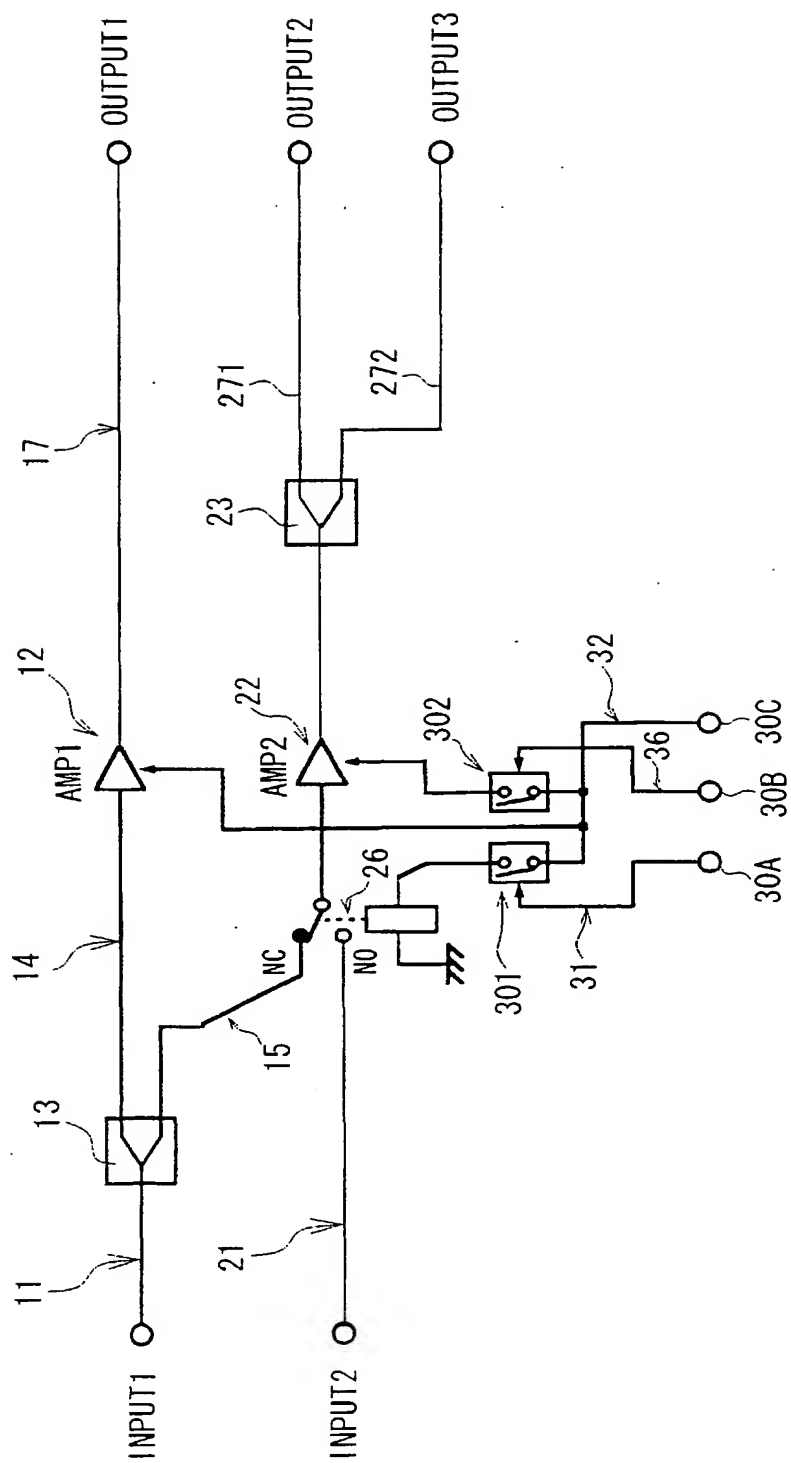 INPUT1
11
13
14
AMP1
12
17
OUTPUT1
15
NC
NO
26
INPUT2
21
AMP2
22
23
271
OUTPUT2
272
OUTPUT3
301
302
31
32
36
30A
30B
30C